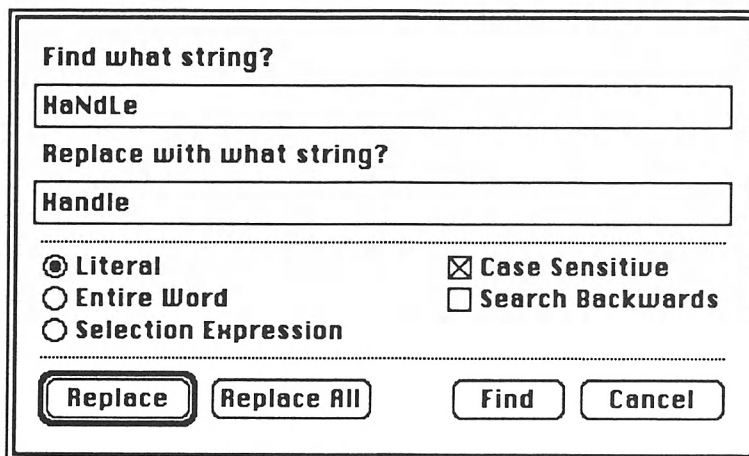 Find what string?
HaNdLe
Replace with what string?
Handle
Literal
Case Sensitive
Entire Word
Search Backwards
Selection Expression
Replace
Replace All
Find
Cancel